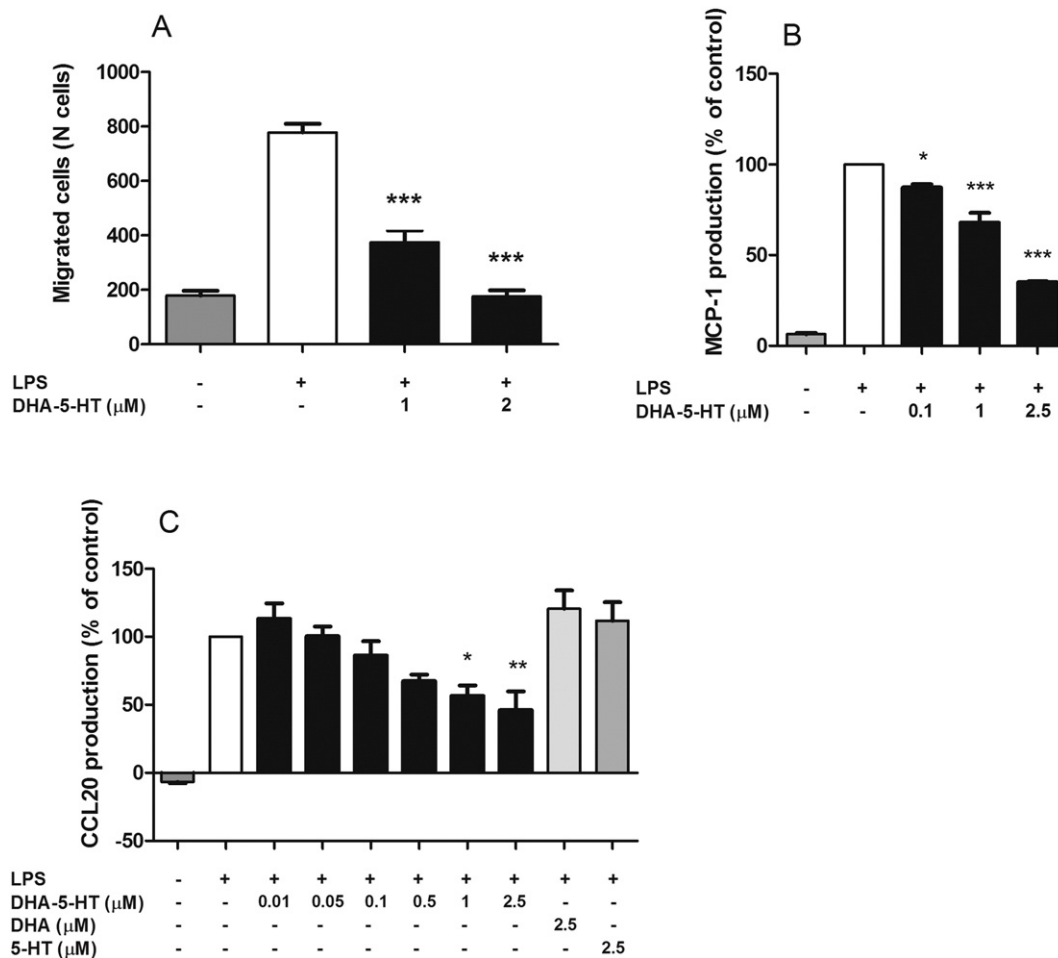 A
Migrated cells (N cells)
1000
800
600
400
200
0
***
***
LPS - + + +
DHA-5-HT (μM) - - 1 2
B
MCP-1 production (% of control)
150
100
50
0
*
***
***
LPS - + + + +
DHA-5-HT (μM) - - 0.1 1 2.5
C
CCL20 production (% of control)
150
100
50
0
-50
*
**
LPS - + + + + + + + + +
DHA-5-HT (μM) - - 0.01 0.05 0.1 0.5 1 2.5 - -
DHA (μM) - - - - - - - - 2.5 -
5-HT (μM) - - - - - - - - - 2.5